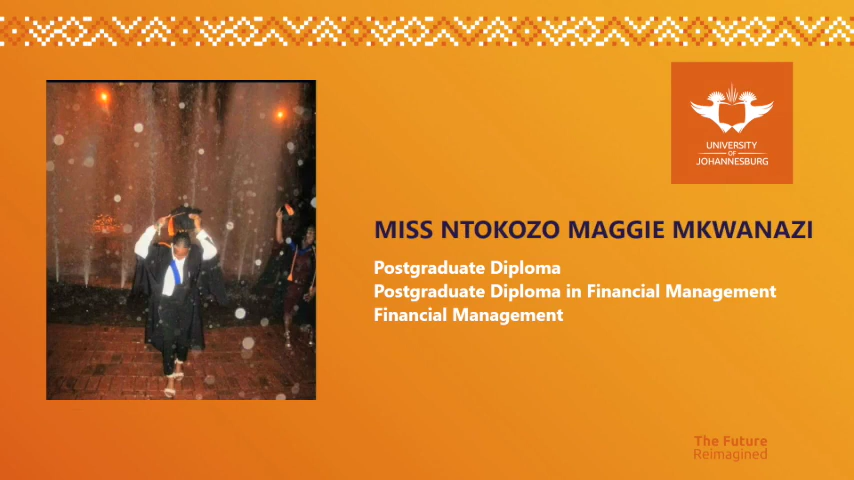 UNIVERSITY
OF
JOHANNESBURG
MISS NTOKOZO MAGGIE MKWANAZI
Postgraduate Diploma
Postgraduate Diploma in Financial Management
Financial Management
The Future
Reimagined